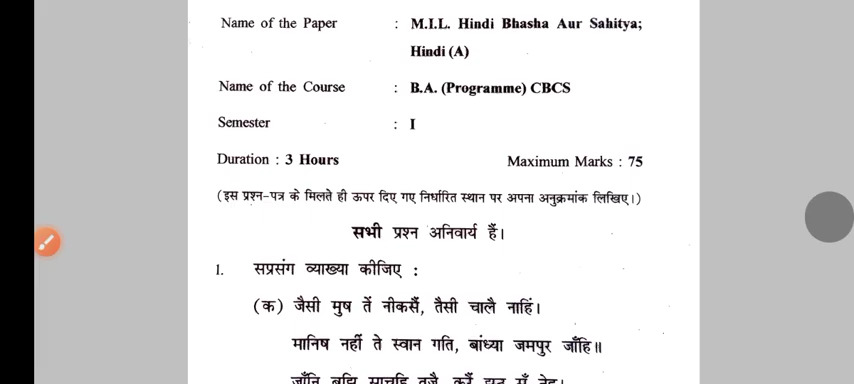 Name of the Paper : M.I.L. Hindi Bhasha Aur Sahitya;
Hindi (A)
Name of the Course : B.A. (Programme) CBCS
Semester : I
Duration : 3 Hours Maximum Marks : 75
(इस प्रश्न-पत्र के मिलते ही ऊपर दिए गए निर्धारित स्थान पर अपना अनुक्रमांक लिखिए।)
सभी प्रश्न अनिवार्य हैं।
1. सप्रसंग व्याख्या कीजिए :
(क) जैसी मुष तें नीकसैं, तैसी चालै नाहिं।
मानिष नहीं ते स्वान गति, बांध्या जमपुर जाँहि॥